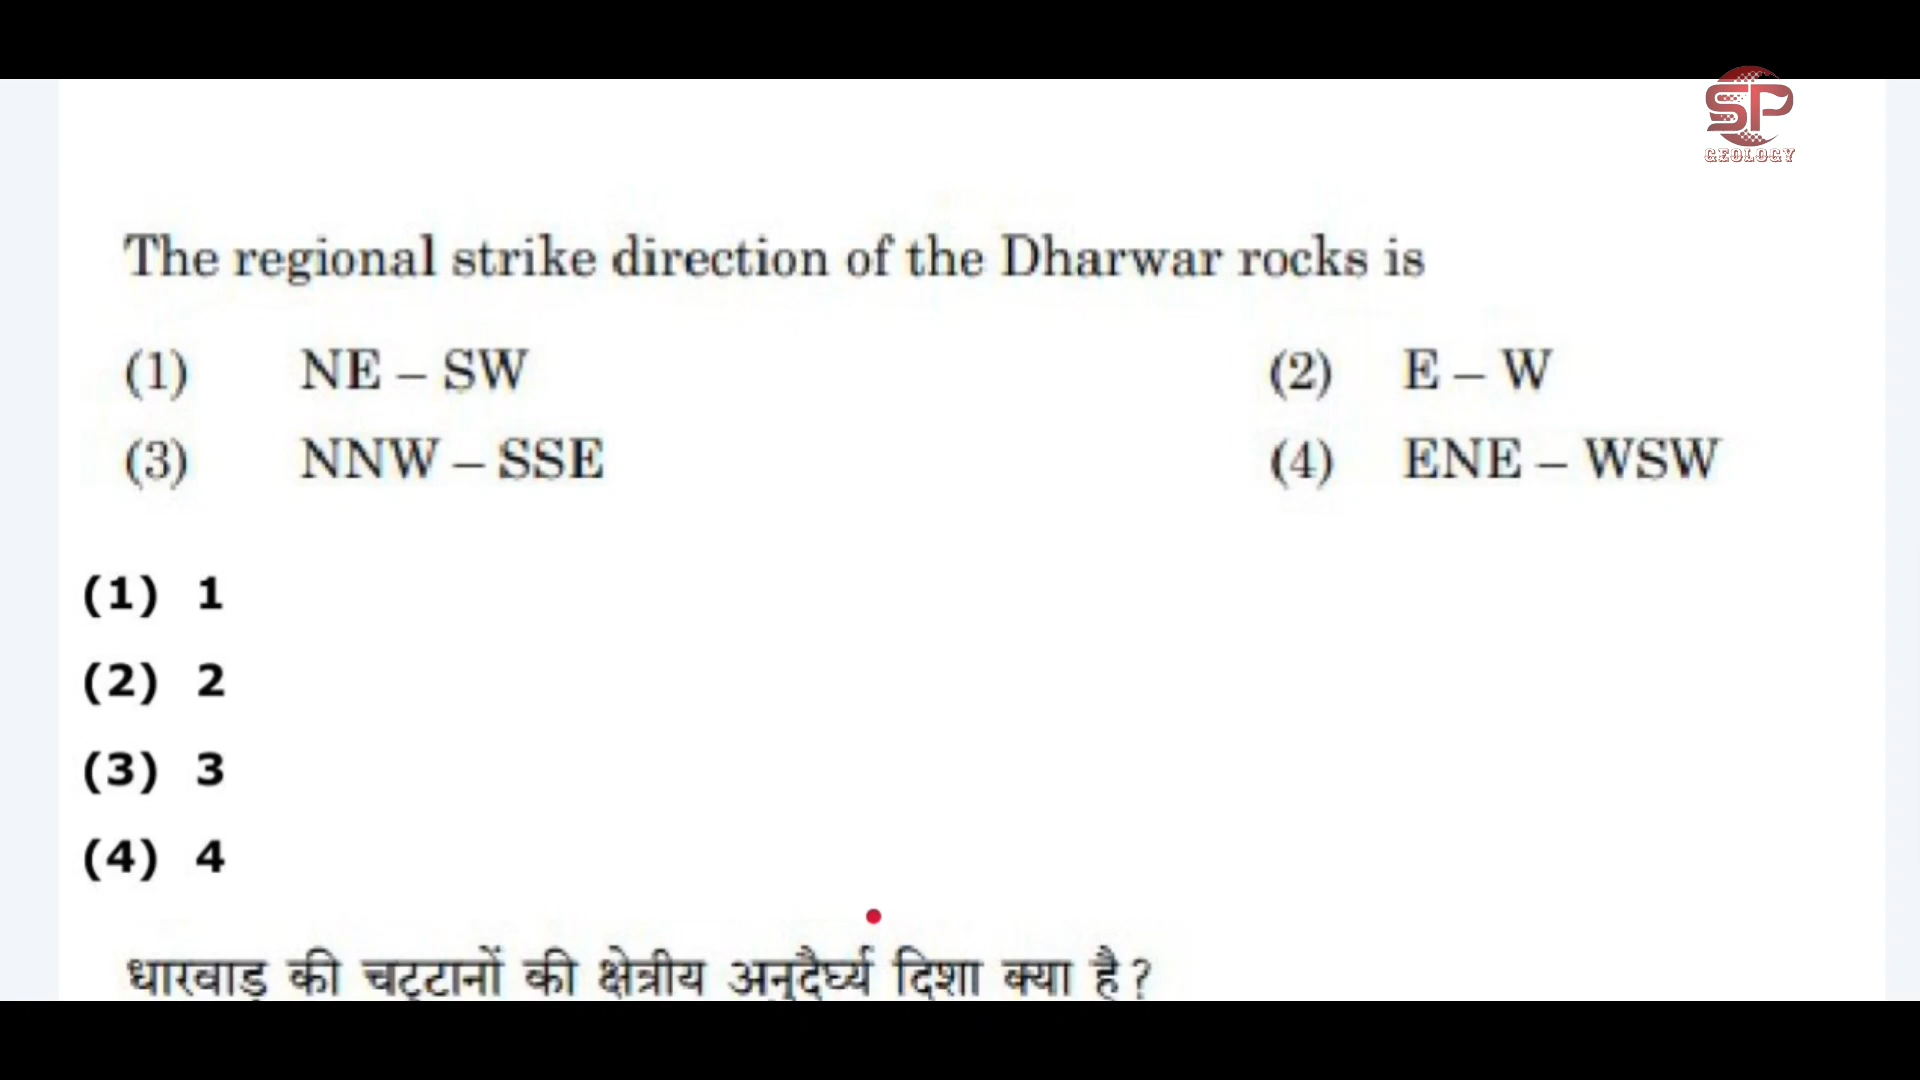 SP
GEOLOGY
The regional strike direction of the Dharwar rocks is
(1) NE – SW (2) E – W
(3) NNW – SSE (4) ENE – WSW
(1) 1
(2) 2
(3) 3
(4) 4
धारवाड़ की चट्टानों की क्षेत्रीय अनुदैर्घ्य दिशा क्या है?